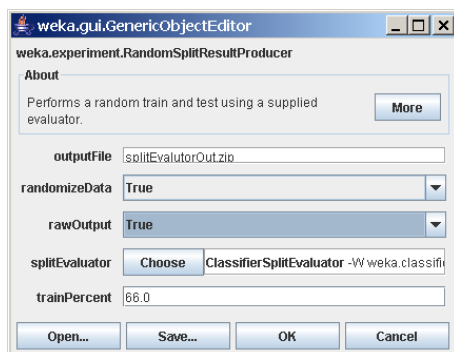 weka.gui.GenericObjectEditor
weka.experiment.RandomSplitResultProducer
About
Performs a random train and test using a supplied
evaluator.
More
outputFile splitEvalutorOut.zip
randomizeData True
rawOutput True
splitEvaluator Choose ClassifierSplitEvaluator -W weka.classifi
trainPercent 66.0
Open... Save... OK Cancel